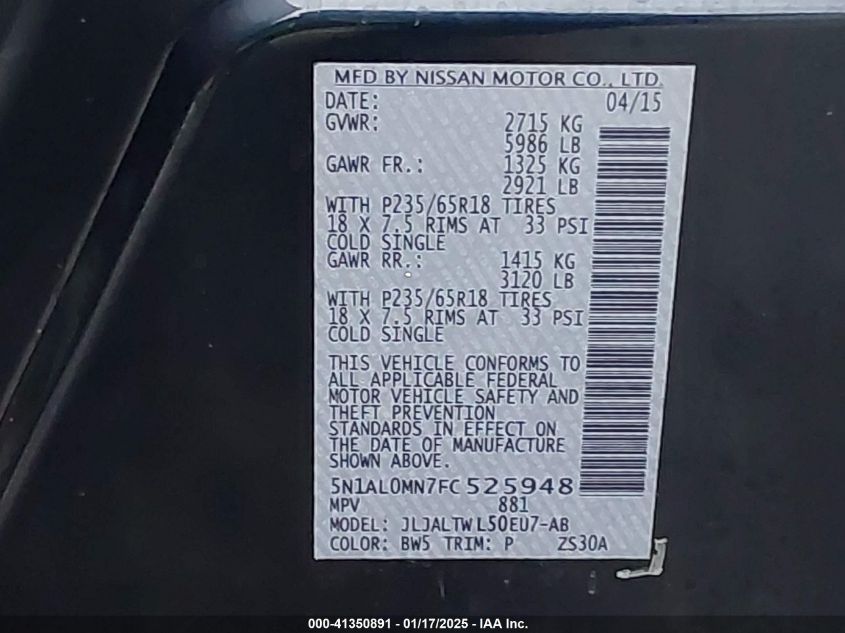 MFD BY NISSAN MOTOR CO., LTD.
DATE: 04/15
GVWR: 2715 KG
5986 LB
GAWR FR.: 1325 KG
2921 LB
WITH P235/65R18 TIRES
18 X 7.5 RIMS AT 33 PSI
COLD SINGLE
GAWR RR.: 1415 KG
3120 LB
WITH P235/65R18 TIRES
18 X 7.5 RIMS AT 33 PSI
COLD SINGLE
THIS VEHICLE CONFORMS TO
ALL APPLICABLE FEDERAL
MOTOR VEHICLE SAFETY AND
THEFT PREVENTION
STANDARDS IN EFFECT ON
THE DATE OF MANUFACTURE
SHOWN ABOVE.
5N1AL0MN7FC525948
MPV 881
MODEL: JLJALTWL50EU7-AB
COLOR: BW5 TRIM: P ZS30A
000-41350891 - 01/17/2025 - IAA Inc.